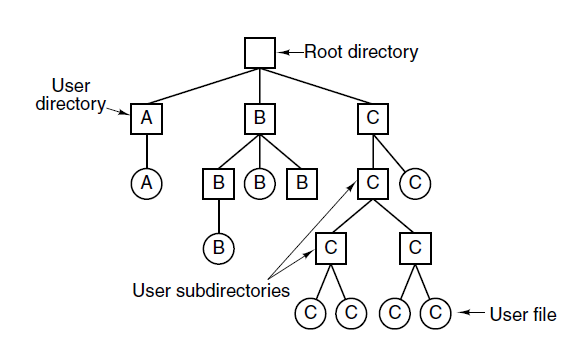 Root directory
User
directory
A B C
A B B B C C
B C C
User subdirectories
C C C C
User file